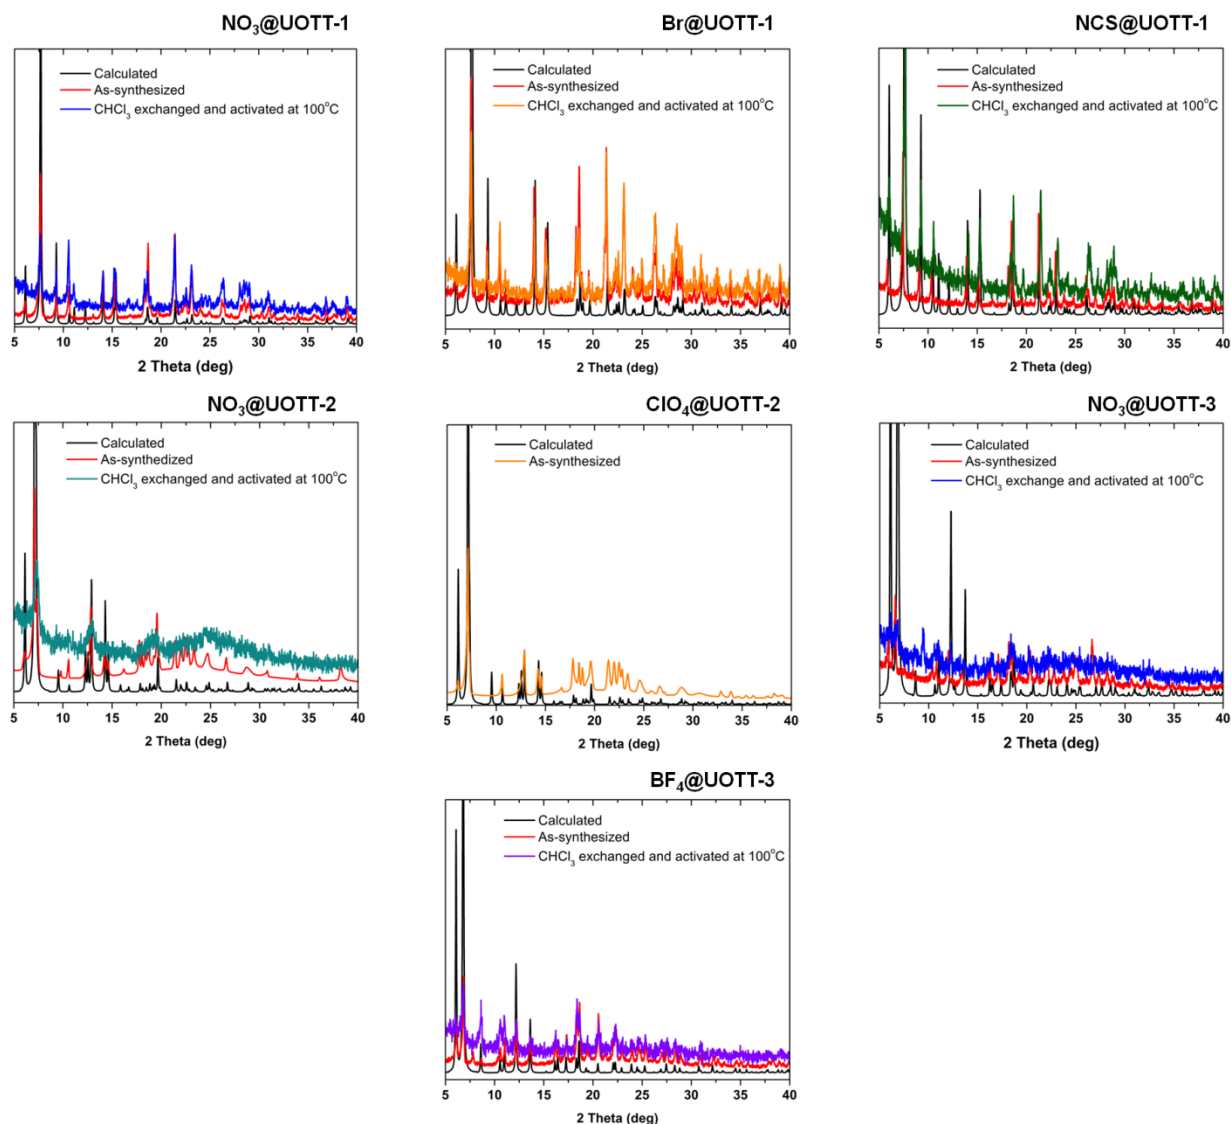 NO₃@UOTT-1
Calculated
As-synthesized
CHCl₃ exchanged and activated at 100°C
5 10 15 20 25 30 35 40
2 Theta (deg)
Br@UOTT-1
Calculated
As-synthesized
CHCl₃ exchanged and activated at 100°C
5 10 15 20 25 30 35 40
2 Theta (deg)
NCS@UOTT-1
Calculated
As-synthesized
CHCl₃ exchanged and activated at 100°C
5 10 15 20 25 30 35 40
2 Theta (deg)
NO₃@UOTT-2
Calculated
As-synthedized
CHCl₃ exchanged and activated at 100°C
5 10 15 20 25 30 35 40
2 Theta (deg)
ClO₄@UOTT-2
Calculated
As-synthesized
5 10 15 20 25 30 35 40
2 Theta (deg)
NO₃@UOTT-3
Calculated
As-synthesized
CHCl₃ exchange and activated at 100°C
5 10 15 20 25 30 35 40
2 Theta (deg)
BF₄@UOTT-3
Calculated
As-synthesized
CHCl₃ exchanged and activated at 100°C
5 10 15 20 25 30 35 40
2 Theta (deg)